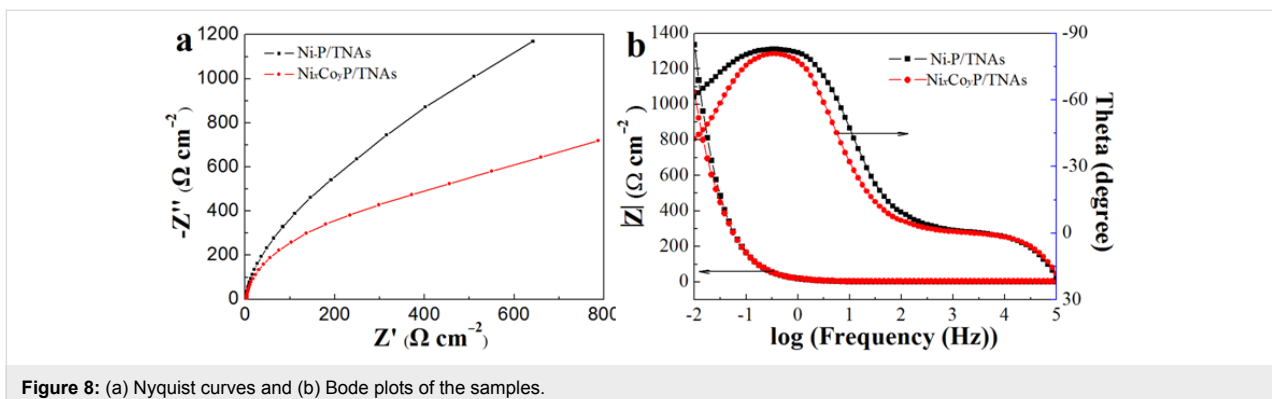 a
Ni-P/TNAs
NixCoyP/TNAs
1200
1000
800
600
400
200
0
-Z'' (Ω cm⁻²)
0 200 400 600 800
Z' (Ω cm⁻²)
b
Ni-P/TNAs
NixCoyP/TNAs
1400
1200
1000
800
600
400
200
0
|Z| (Ω cm⁻²)
-90
-60
-30
0
30
Theta (degree)
-2 -1 0 1 2 3 4 5
log (Frequency (Hz))
Figure 8: (a) Nyquist curves and (b) Bode plots of the samples.